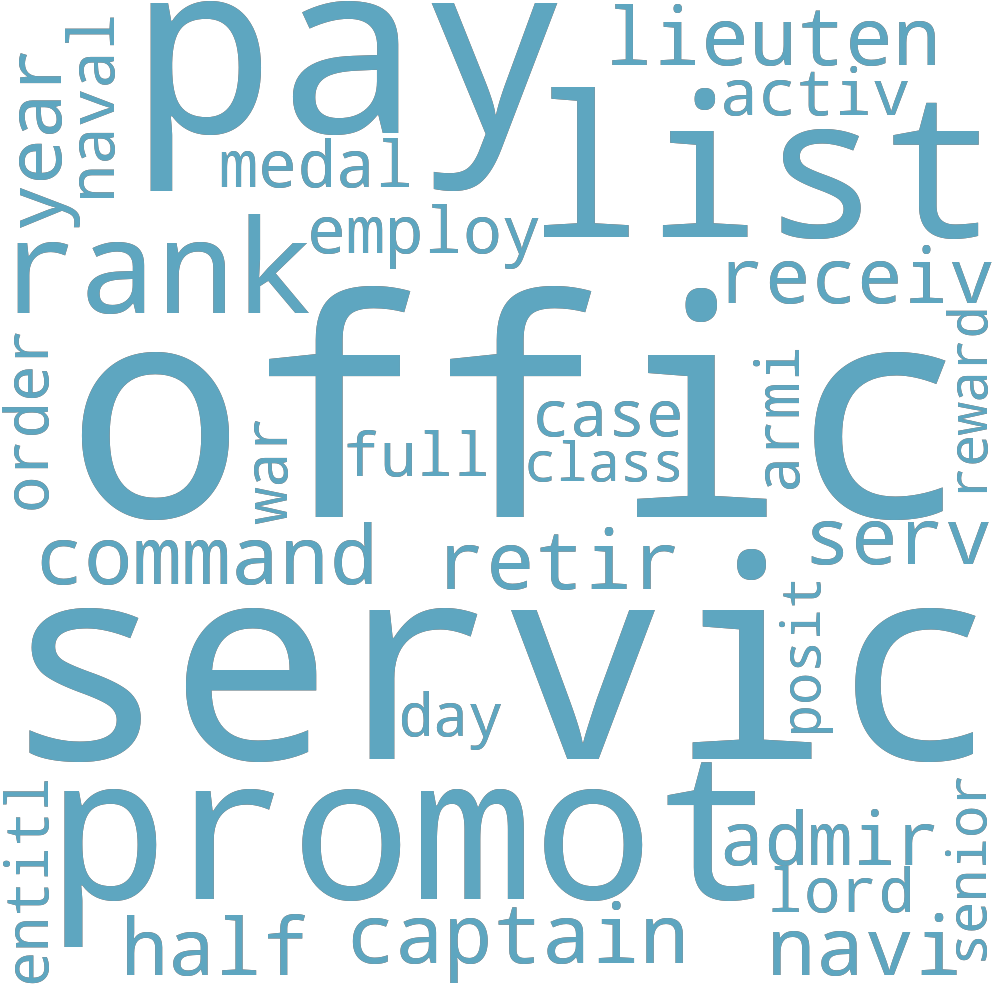 pay
lieuten
activ
list
year
naval
medal
employ
rank
receiv
offic
order
war
full
case
class
armi
reward
command
retir
serv
servic
day
posit
promot
entitl
admir
lord
senior
half
captain
navi